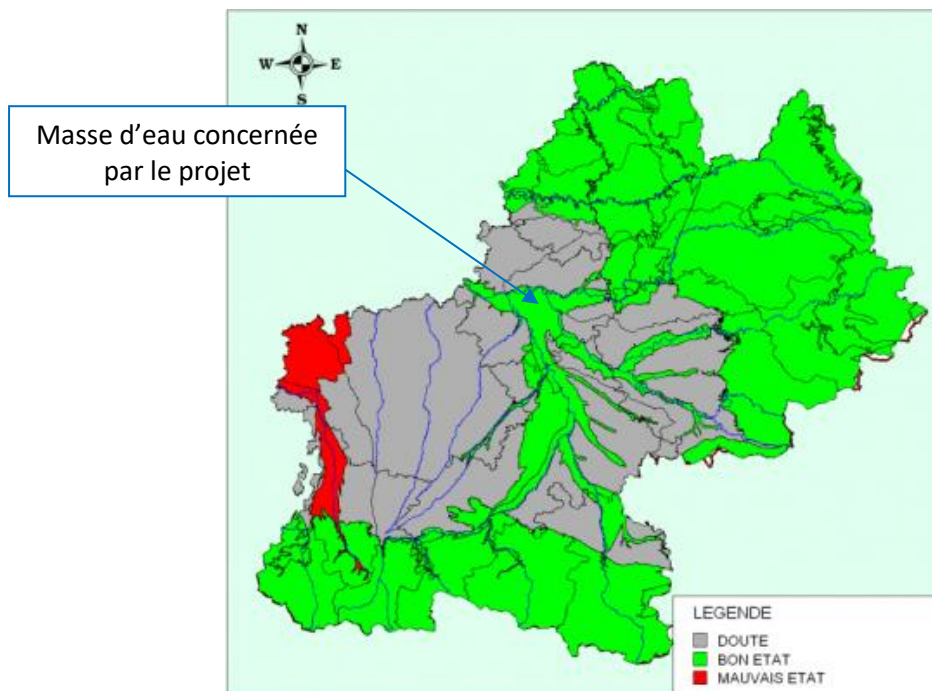 N
W E
S
Masse d'eau concernée
par le projet
LEGENDE
DOUTE
BON ETAT
MAUVAIS ETAT